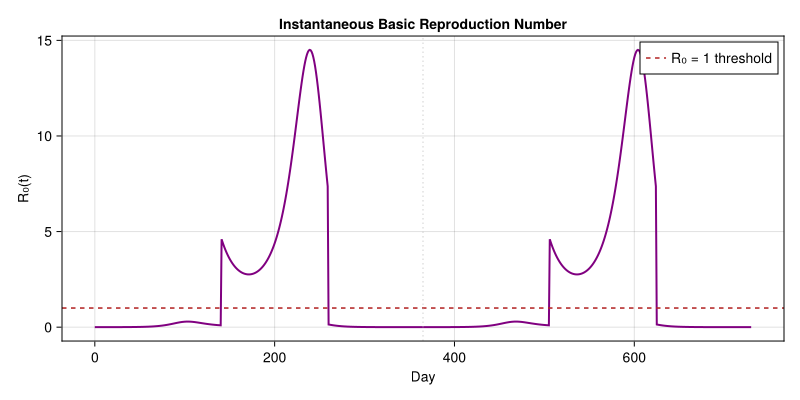 Instantaneous Basic Reproduction Number
R₀ = 1 threshold
15
10
5
0
R₀(t)
0 200 400 600
Day